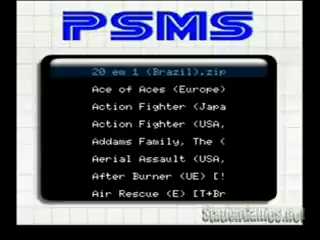 PSMS
20 em 1 (Brazil).zip
Ace of Aces (Europe)
Action Fighter (Japa
Action Fighter (USA,
Addams Family, The (
Aerial Assault (USA,
After Burner (UE) [!
Air Rescue (E) [T+Br